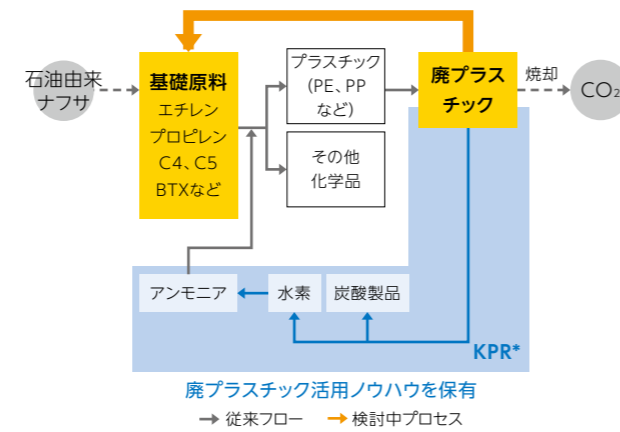 石油由来
ナフサ
基礎原料
エチレン
プロピレン
C4、C5
BTXなど
プラスチック
(PE、PP
など)
その他
化学品
廃プラス
チック
焼却
CO₂
アンモニア
水素
炭酸製品
KPR*
廃プラスチック活用ノウハウを保有
→ 従来フロー → 検討中プロセス